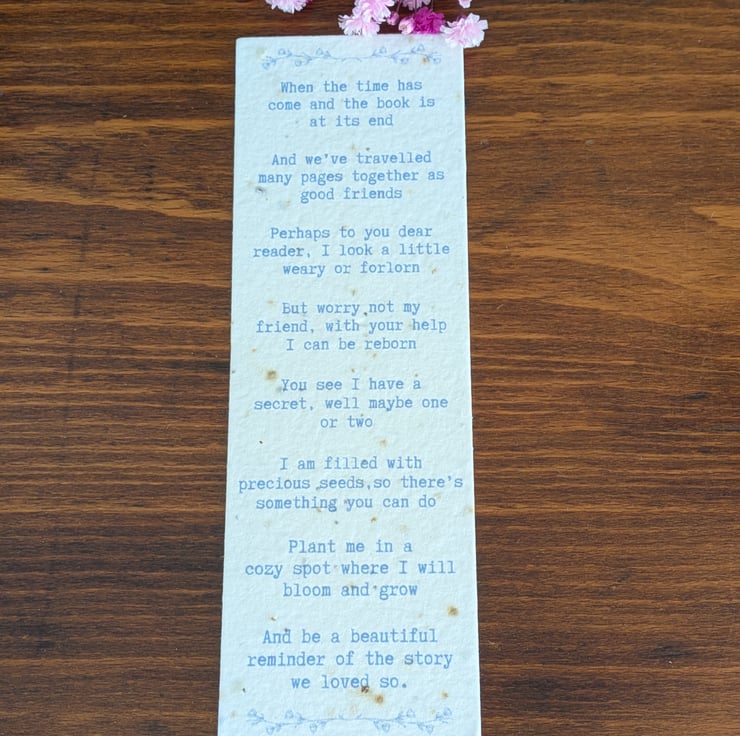 When the time has
come and the book is
at its end
And we've travelled
many pages together as
good friends
Perhaps to you dear
reader, I look a little
weary or forlorn
But worry not my
friend, with your help
I can be reborn
You see I have a
secret, well maybe one
or two
I am filled with
precious seeds,so there's
something you can do
Plant me in a
cozy spot where I will
bloom and grow
And be a beautiful
reminder of the story
we loved so.